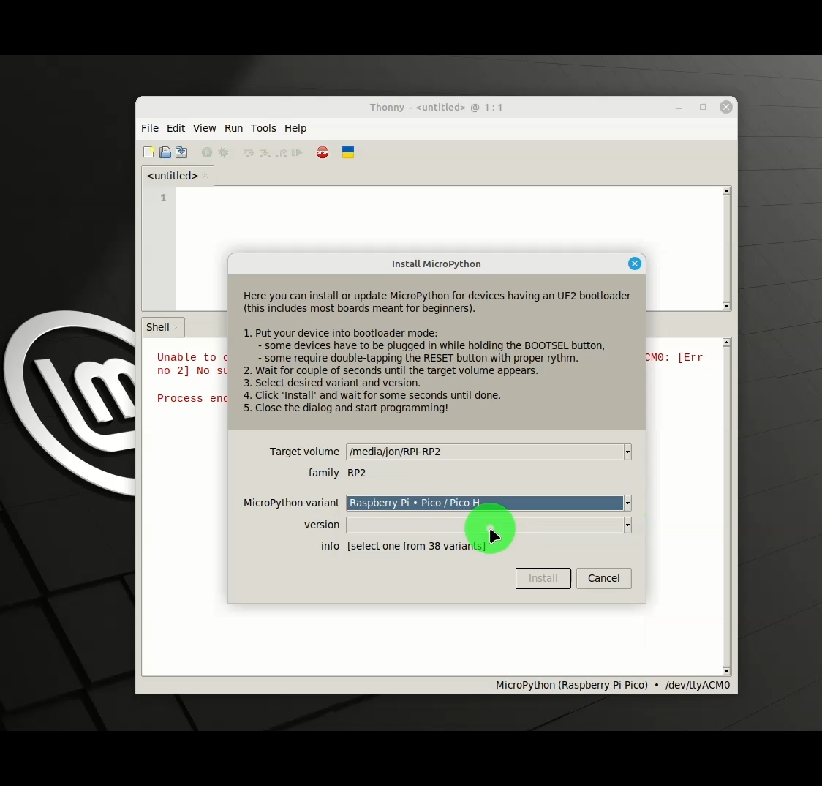 Thonny - <untitled> @ 1:1
File Edit View Run Tools Help
<untitled>
1
Install MicroPython
Here you can install or update MicroPython for devices having an UF2 bootloader
(this includes most boards meant for beginners).
1. Put your device into bootloader mode:
- some devices have to be plugged in while holding the BOOTSEL button,
- some require double-tapping the RESET button with proper rythm.
2. Wait for couple of seconds until the target volume appears.
3. Select desired variant and version.
4. Click 'Install' and wait for some seconds until done.
5. Close the dialog and start programming!
Shell
Unable to c
CM0: [Err
no 2] No su
Process end
Target volume /media/jon/RPI-RP2
family RP2
MicroPython variant Raspberry Pi • Pico / Pico H
version
info [select one from 38 variants]
Install Cancel
MicroPython (Raspberry Pi Pico) • /dev/ttyACM0